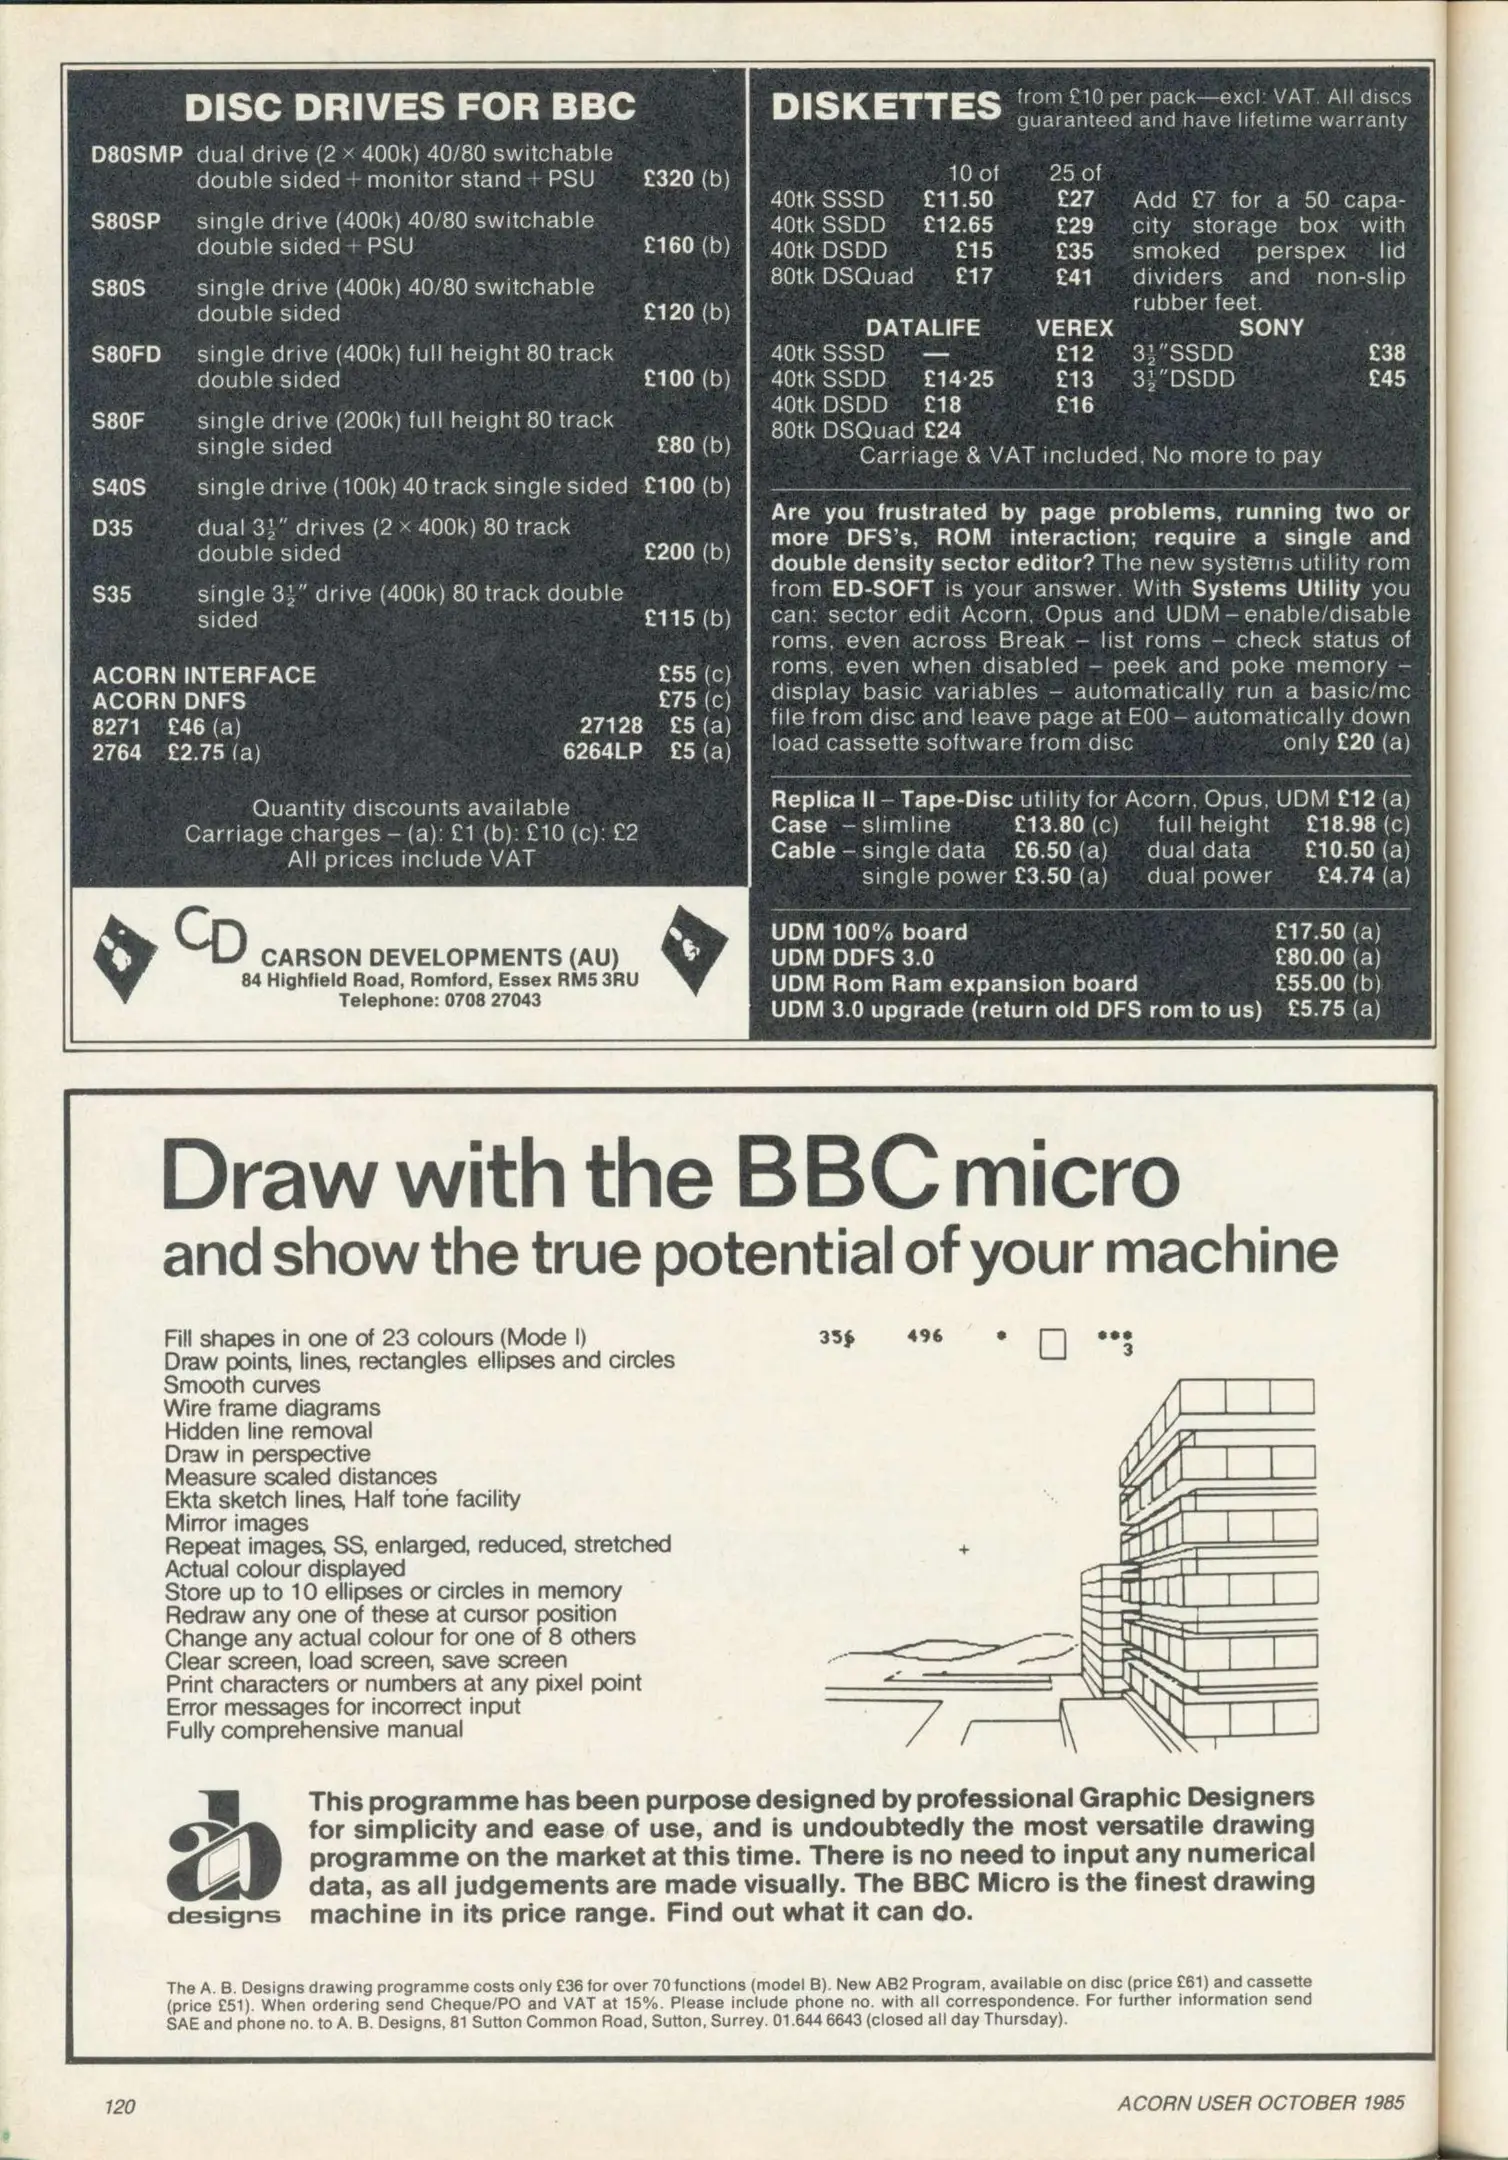 DISC DRIVES FOR BBC
D80SMP dual drive (2 × 400k) 40/80 switchable
double sided + monitor stand + PSU £320 (b)
S80SP single drive (400k) 40/80 switchable
double sided + PSU £160 (b)
S80S single drive (400k) 40/80 switchable
double sided £120 (b)
S80FD single drive (400k) full height 80 track
double sided £100 (b)
S80F single drive (200k) full height 80 track
single sided £80 (b)
S40S single drive (100k) 40 track single sided £100 (b)
D35 dual 3½" drives (2 × 400k) 80 track
double sided £200 (b)
S35 single 3½" drive (400k) 80 track double
sided £115 (b)
ACORN INTERFACE £55 (c)
ACORN DNFS £75 (c)
8271 £46 (a) 27128 £5 (a)
2764 £2.75 (a) 6264LP £5 (a)
Quantity discounts available
Carriage charges – (a): £1 (b): £10 (c): £2
All prices include VAT
CD CARSON DEVELOPMENTS (AU)
84 Highfield Road, Romford, Essex RM5 3RU
Telephone: 0708 27043
DISKETTES from £10 per pack—excl: VAT. All discs
guaranteed and have lifetime warranty
10 of 25 of
40tk SSSD £11.50 £27 Add £7 for a 50 capa-
40tk SSDD £12.65 £29 city storage box with
40tk DSDD £15 £35 smoked perspex lid
80tk DSQuad £17 £41 dividers and non-slip
rubber feet.
DATALIFE VEREX SONY
40tk SSSD — £12 3½"SSDD £38
40tk SSDD £14·25 £13 3½"DSDD £45
40tk DSDD £18 £16
80tk DSQuad £24
Carriage & VAT included, No more to pay
Are you frustrated by page problems, running two or
more DFS's, ROM interaction; require a single and
double density sector editor? The new systems utility rom
from ED-SOFT is your answer. With Systems Utility you
can: sector edit Acorn, Opus and UDM – enable/disable
roms, even across Break – list roms – check status of
roms, even when disabled – peek and poke memory –
display basic variables – automatically run a basic/mc
file from disc and leave page at E00 – automatically down
load cassette software from disc only £20 (a)
Replica II – Tape-Disc utility for Acorn, Opus, UDM £12 (a)
Case – slimline £13.80 (c) full height £18.98 (c)
Cable – single data £6.50 (a) dual data £10.50 (a)
single power £3.50 (a) dual power £4.74 (a)
UDM 100% board £17.50 (a)
UDM DDFS 3.0 £80.00 (a)
UDM Rom Ram expansion board £55.00 (b)
UDM 3.0 upgrade (return old DFS rom to us) £5.75 (a)
Draw with the BBC micro
and show the true potential of your machine
Fill shapes in one of 23 colours (Mode I)
Draw points, lines, rectangles ellipses and circles
Smooth curves
Wire frame diagrams
Hidden line removal
Draw in perspective
Measure scaled distances
Ekta sketch lines, Half tone facility
Mirror images
Repeat images, SS, enlarged, reduced, stretched
Actual colour displayed
Store up to 10 ellipses or circles in memory
Redraw any one of these at cursor position
Change any actual colour for one of 8 others
Clear screen, load screen, save screen
Print characters or numbers at any pixel point
Error messages for incorrect input
Fully comprehensive manual
496
3
ab
designs
This programme has been purpose designed by professional Graphic Designers
for simplicity and ease of use, and is undoubtedly the most versatile drawing
programme on the market at this time. There is no need to input any numerical
data, as all judgements are made visually. The BBC Micro is the finest drawing
machine in its price range. Find out what it can do.
The A. B. Designs drawing programme costs only £36 for over 70 functions (model B). New AB2 Program, available on disc (price £61) and cassette
(price £51). When ordering send Cheque/PO and VAT at 15%. Please include phone no. with all correspondence. For further information send
SAE and phone no. to A. B. Designs, 81 Sutton Common Road, Sutton, Surrey. 01.644 6643 (closed all day Thursday).
120
ACORN USER OCTOBER 1985